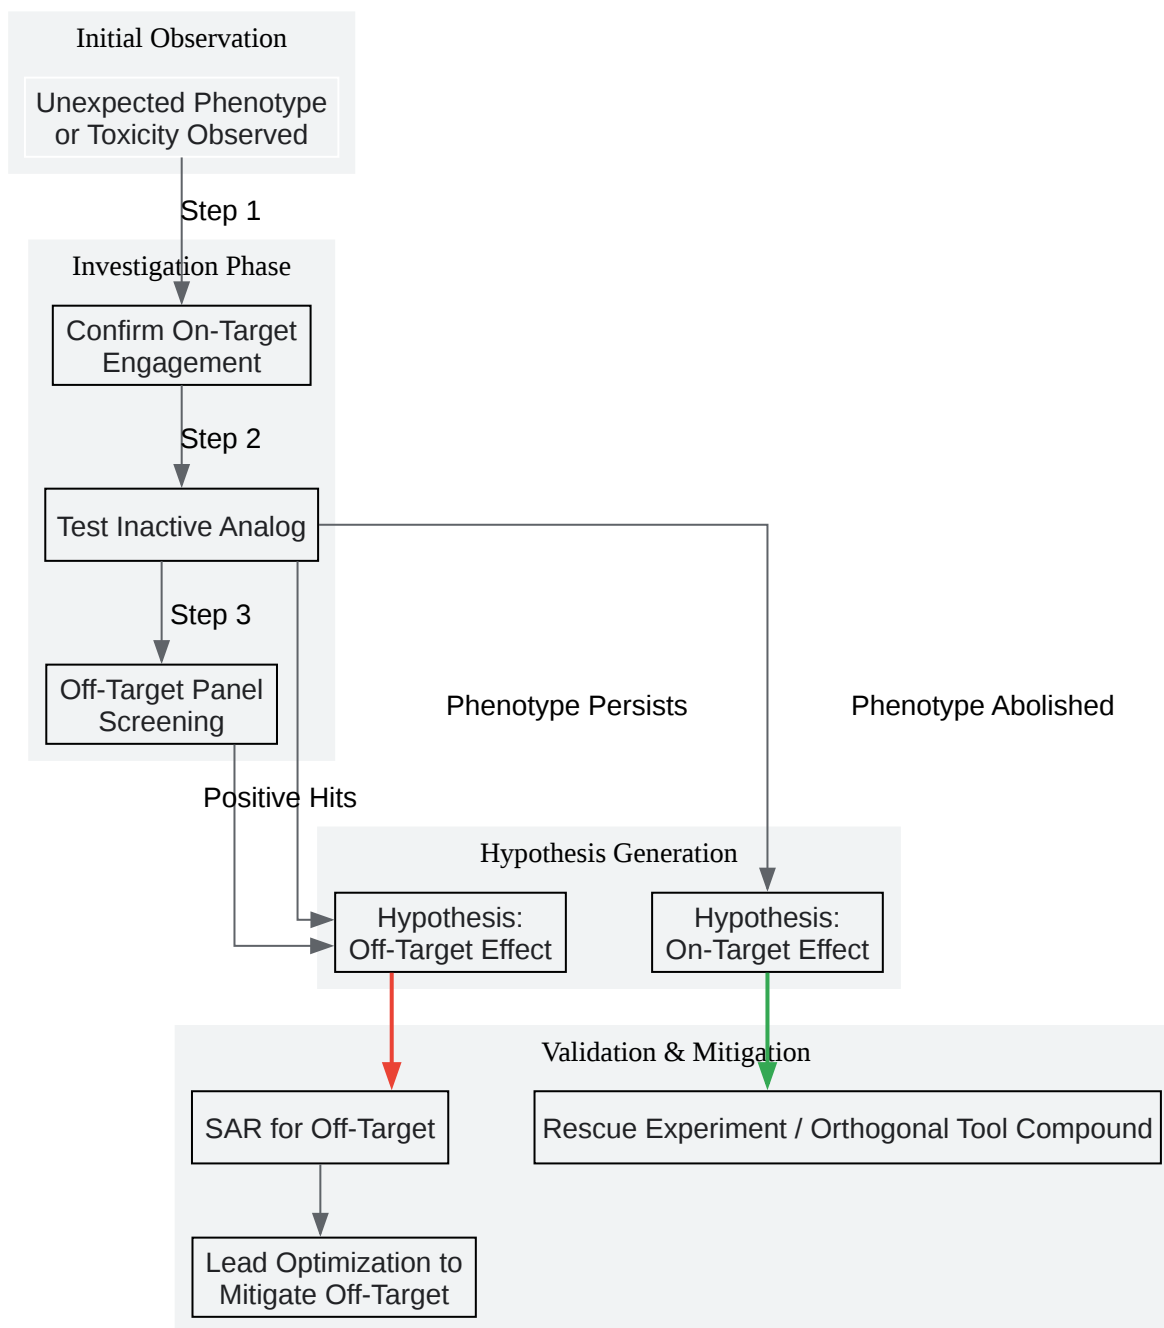 Initial Observation
Unexpected Phenotype
or Toxicity Observed
Step 1
Investigation Phase
Confirm On-Target
Engagement
Step 2
Test Inactive Analog
Step 3
Off-Target Panel
Screening
Phenotype Persists
Phenotype Abolished
Positive Hits
Hypothesis Generation
Hypothesis:
Off-Target Effect
Hypothesis:
On-Target Effect
Validation & Mitigation
SAR for Off-Target
Rescue Experiment / Orthogonal Tool Compound
Lead Optimization to
Mitigate Off-Target